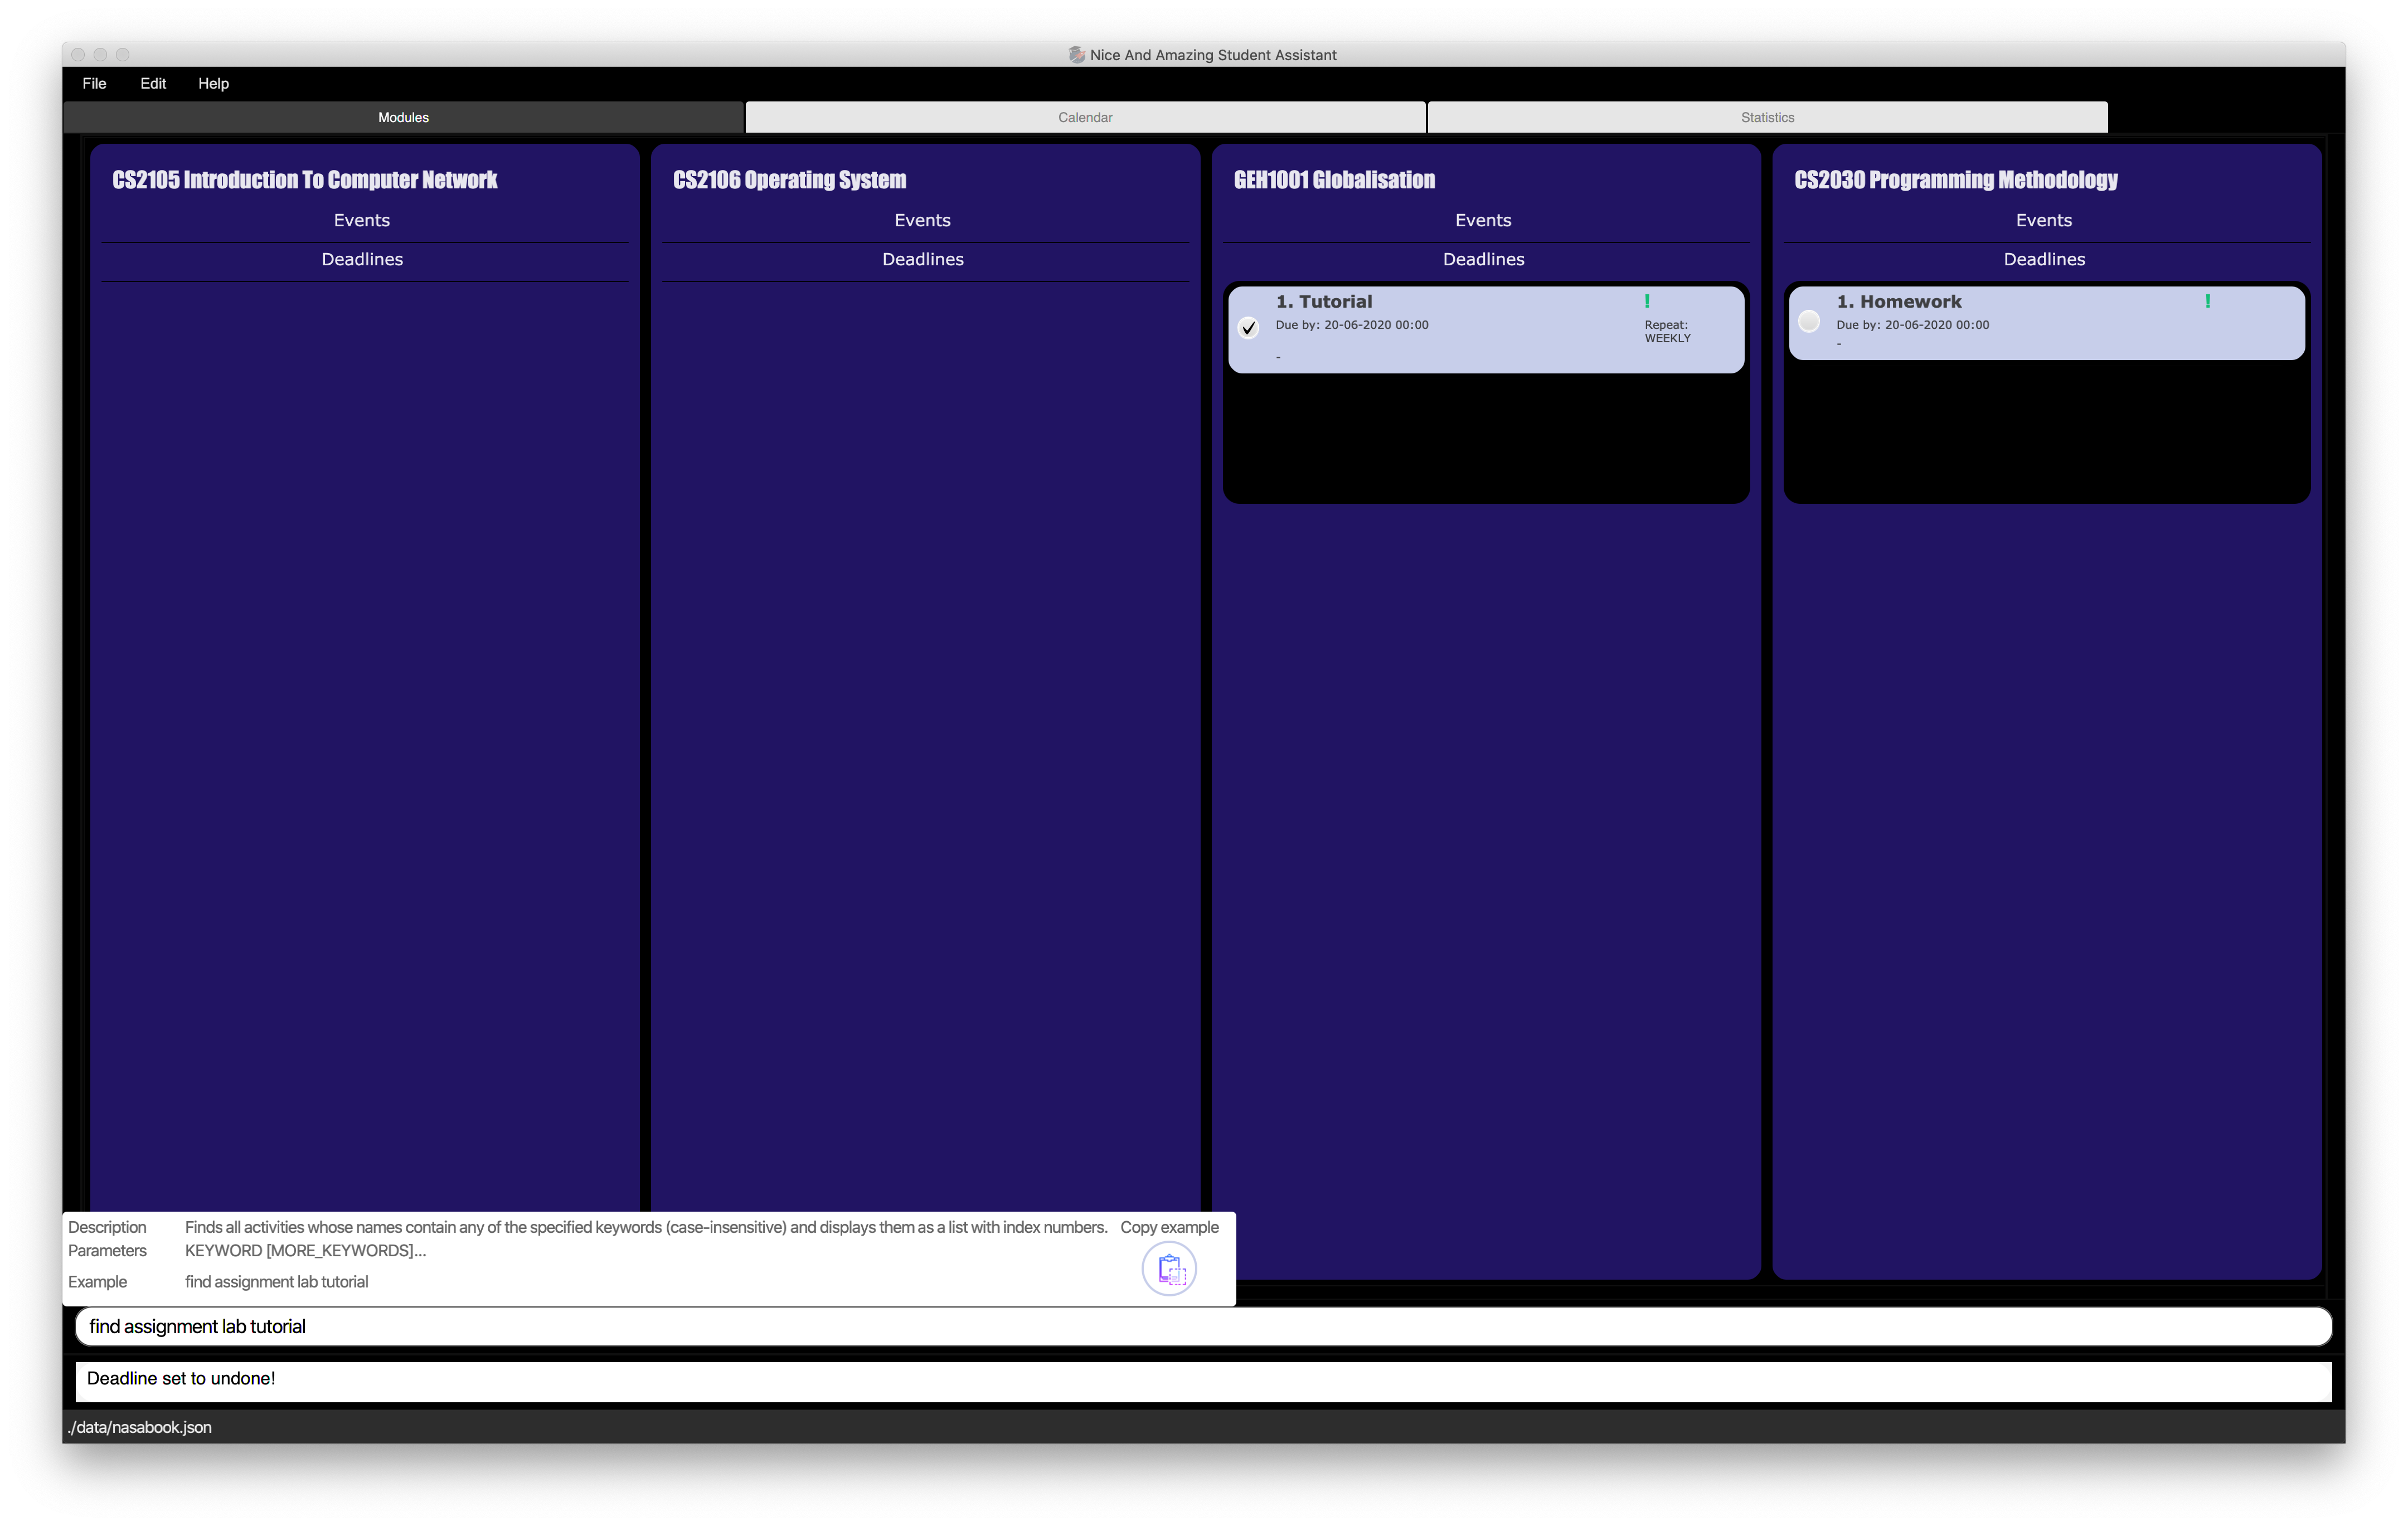 Nice And Amazing Student Assistant
File Edit Help
Modules Calendar Statistics
CS2105 Introduction To Computer Network
Events
Deadlines
CS2106 Operating System
Events
Deadlines
GEH1001 Globalisation
Events
Deadlines
1. Tutorial !
Due by: 20-06-2020 00:00 Repeat:
WEEKLY
-
CS2030 Programming Methodology
Events
Deadlines
1. Homework !
Due by: 20-06-2020 00:00
-
Description Finds all activities whose names contain any of the specified keywords (case-insensitive) and displays them as a list with index numbers. Copy example
Parameters KEYWORD [MORE_KEYWORDS]...
Example find assignment lab tutorial
find assignment lab tutorial
Deadline set to undone!
./data/nasabook.json